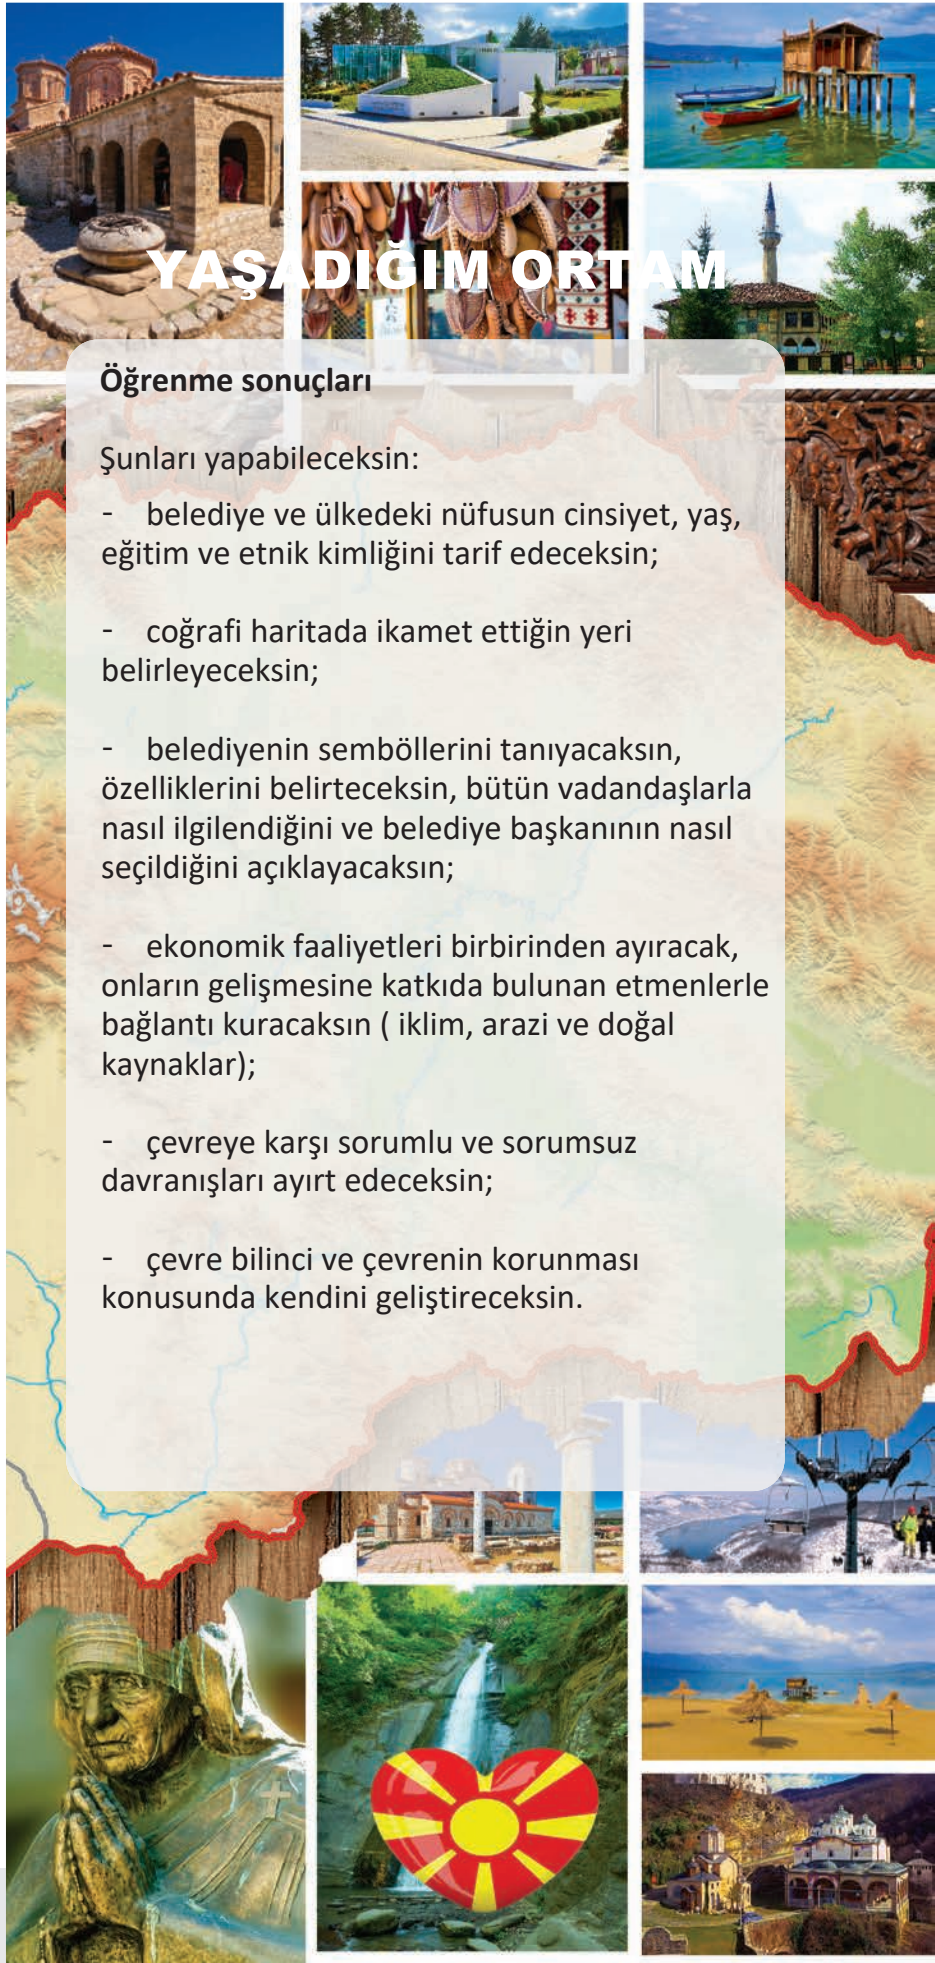 YAŞADIĞIM ORTAM
Öğrenme sonuçları
Şunları yapabileceksin:
- belediye ve ülkedeki nüfusun cinsiyet, yaş,
eğitim ve etnik kimliğini tarif edeceksin;
- coğrafi haritada ikamet ettiğin yeri
belirleyeceksin;
- belediyenin semböllerini tanıyacaksın,
özelliklerini belirteceksin, bütün vadandaşlarla
nasıl ilgilendiğini ve belediye başkanının nasıl
seçildiğini açıklayacaksın;
- ekonomik faaliyetleri birbirinden ayıracak,
onların gelişmesine katkıda bulunan etmenlerle
bağlantı kuracaksın ( iklim, arazi ve doğal
kaynaklar);
- çevreye karşı sorumlu ve sorumsuz
davranışları ayırt edeceksin;
- çevre bilinci ve çevrenin korunması
konusunda kendini geliştireceksin.